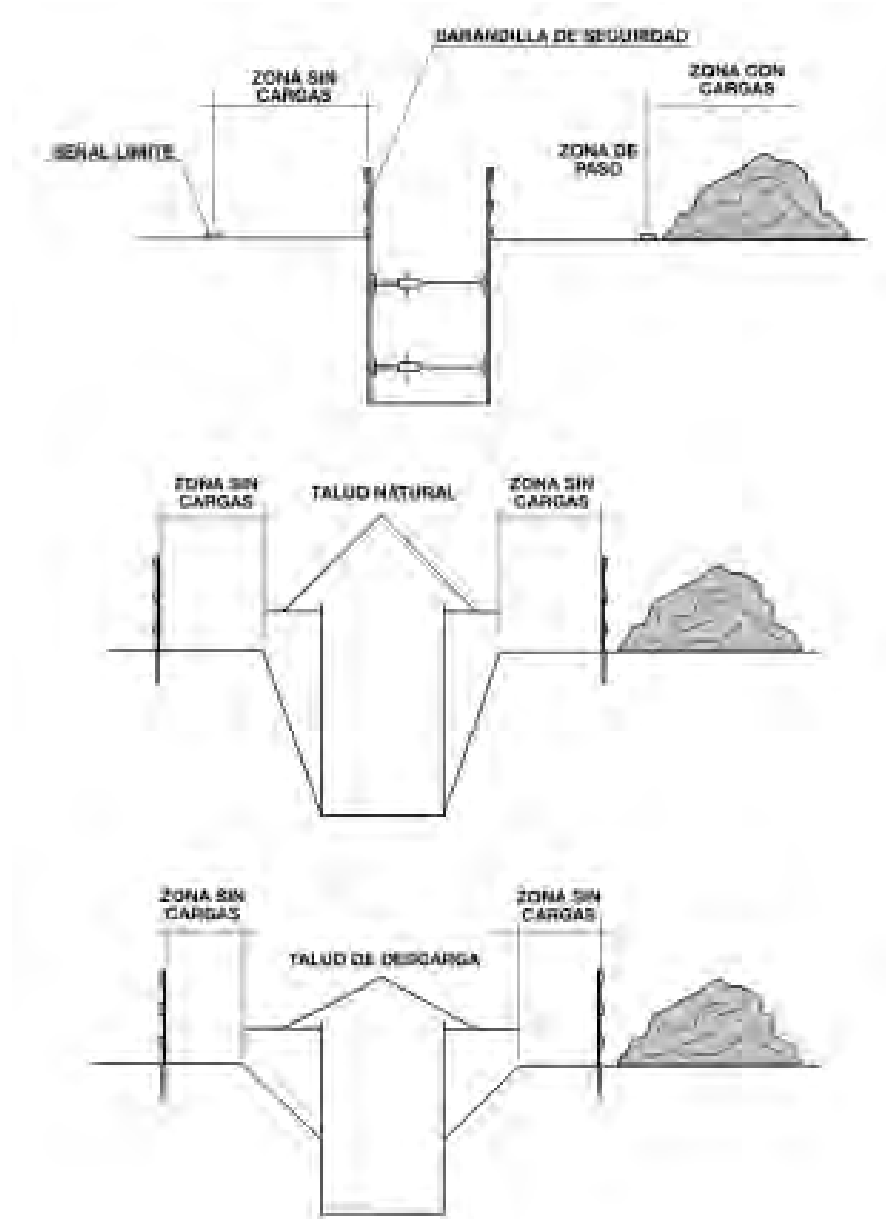 BARANDILLA DE SEGURIDAD
ZONA SIN
CARGAS
ZONA CON
CARGAS
SEÑAL LIMITE
ZONA DE
PASO
ZONA SIN
CARGAS
TALUD NATURAL
ZONA SIN
CARGAS
ZONA SIN
CARGAS
TALUD DE DESCARGA
ZONA SIN
CARGAS